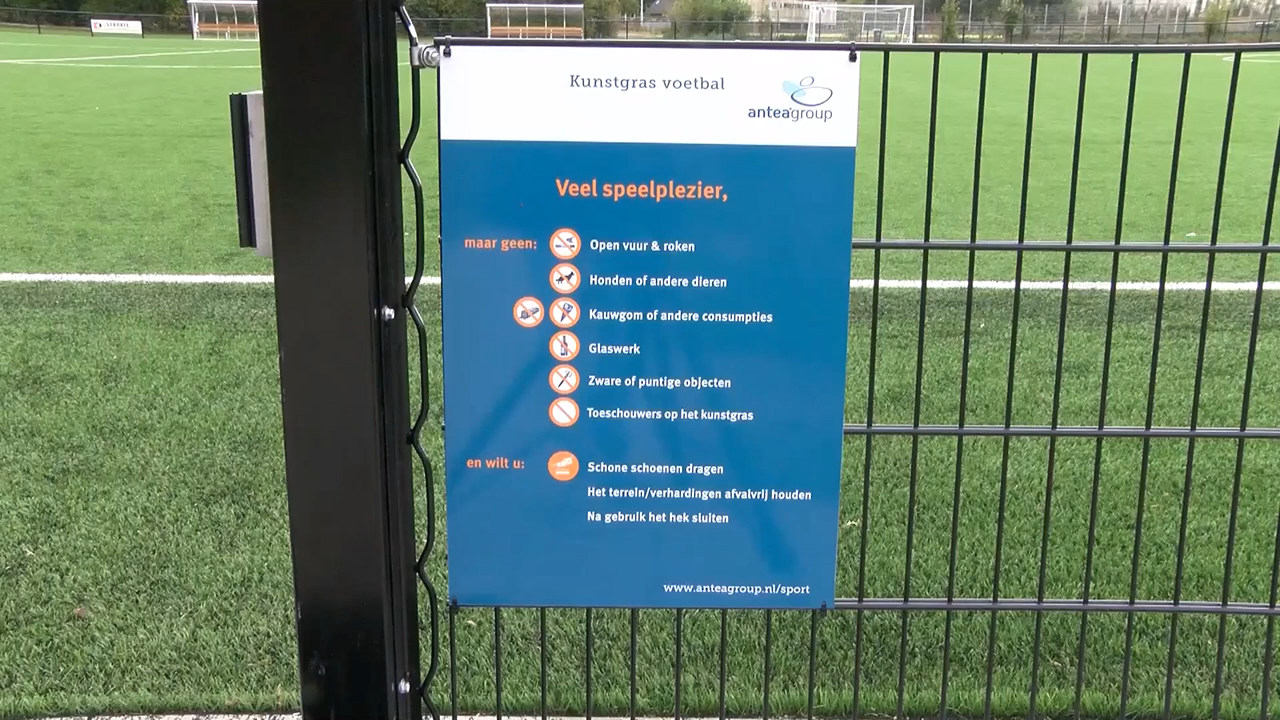 Kunstgras voetbal
anteagroup
Veel speelplezier,
maar geen: Open vuur & roken
Honden of andere dieren
Kauwgom of andere consumpties
Glaswerk
Zware of puntige objecten
Toeschouwers op het kunstgras
en wilt u: Schone schoenen dragen
Het terrein/verhardingen afvalvrij houden
Na gebruik het hek sluiten
www.anteagroup.nl/sport